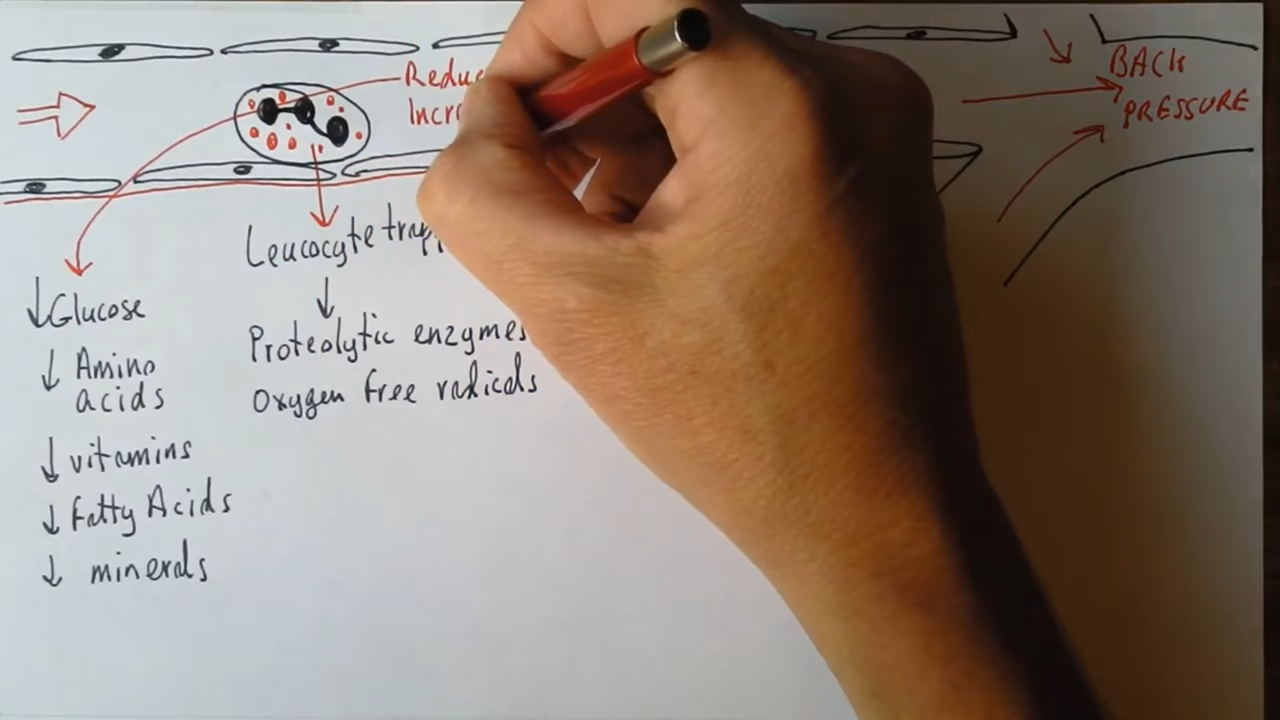 BACK
PRESSURE
↓Glucose
↓ Amino
acids
↓ vitamins
↓ Fatty Acids
↓ minerals
Leucocyte
↓
Proteolytic enzymes
oxygen free radicals